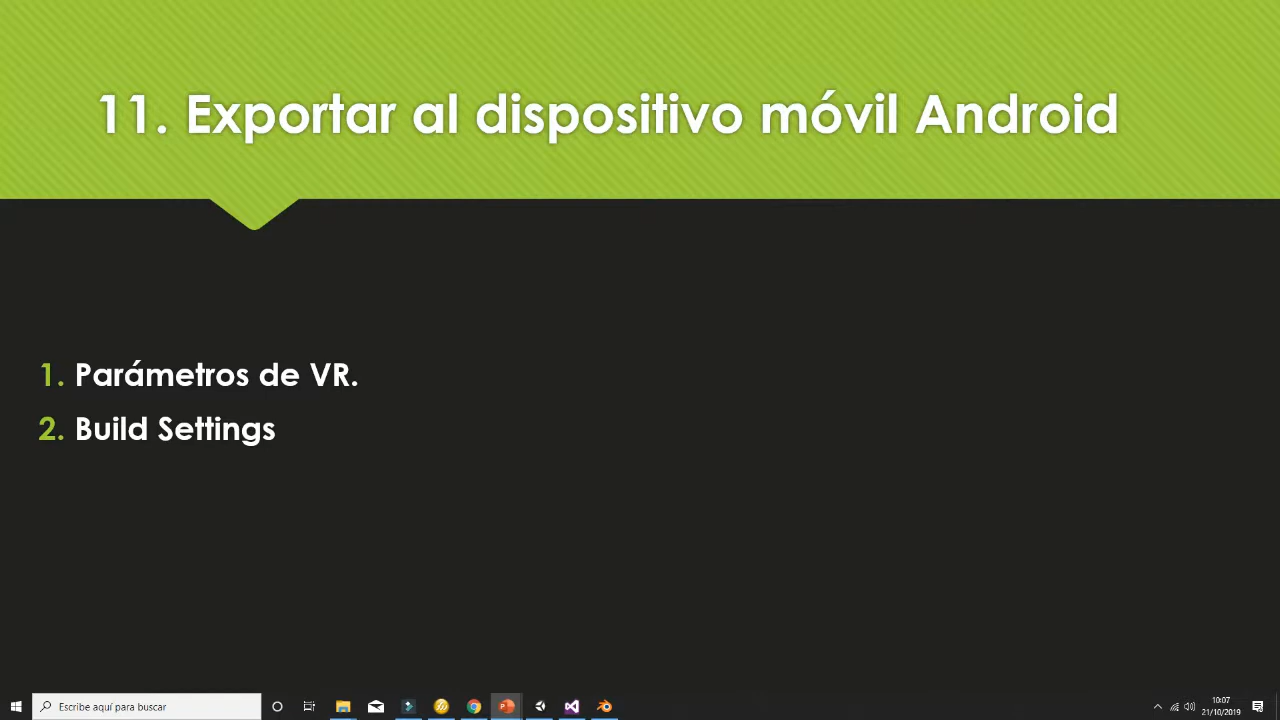 11. Exportar al dispositivo móvil Android
1. Parámetros de VR.
2. Build Settings
Escribe aquí para buscar
10:07
21/10/2019